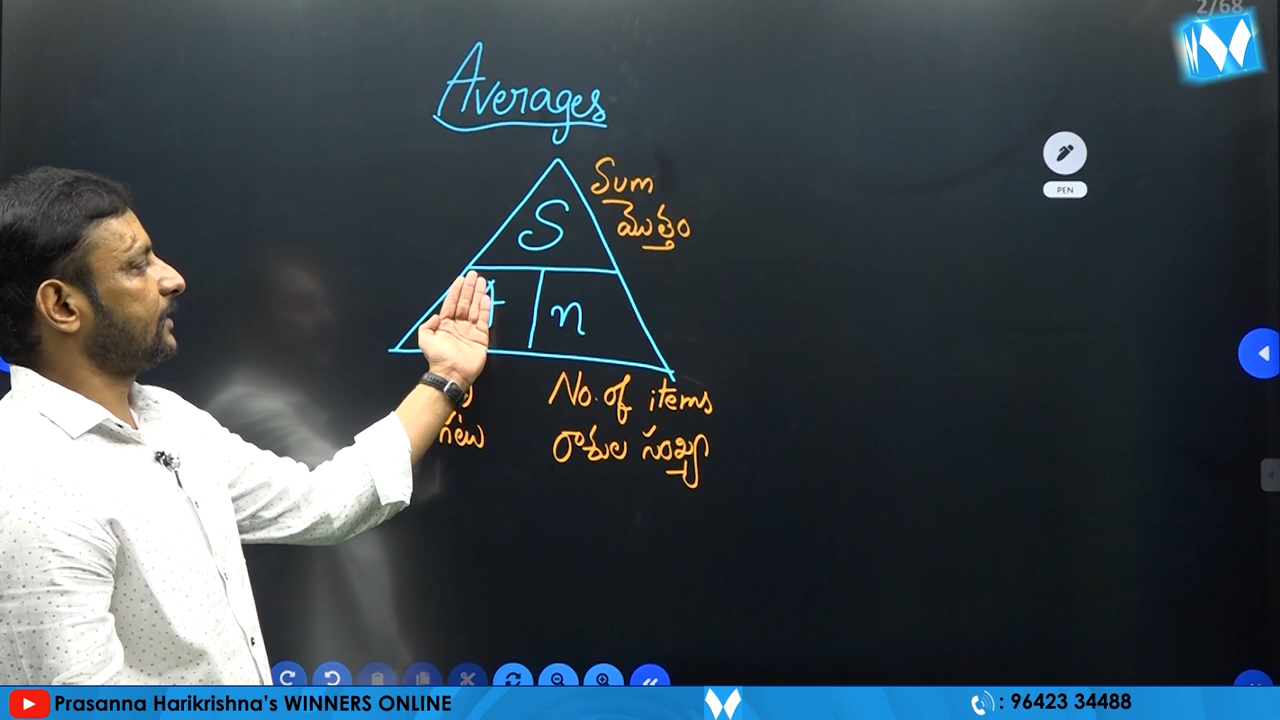 2/68
Averages
Sum
మొత్తం
S
n
No. of items
రాశుల సంఖ్య
PEN
Prasanna Harikrishna's WINNERS ONLINE
: 96423 34488